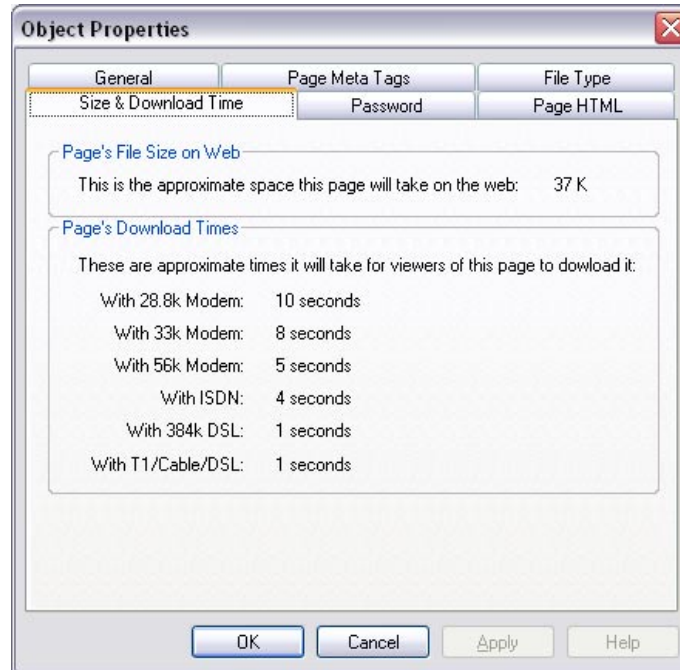 Object Properties
General Page Meta Tags File Type
Size & Download Time Password Page HTML
Page's File Size on Web
This is the approximate space this page will take on the web: 37 K
Page's Download Times
These are approximate times it will take for viewers of this page to dowload it:
With 28.8k Modem: 10 seconds
With 33k Modem: 8 seconds
With 56k Modem: 5 seconds
With ISDN: 4 seconds
With 384k DSL: 1 seconds
With T1/Cable/DSL: 1 seconds
OK Cancel Apply Help